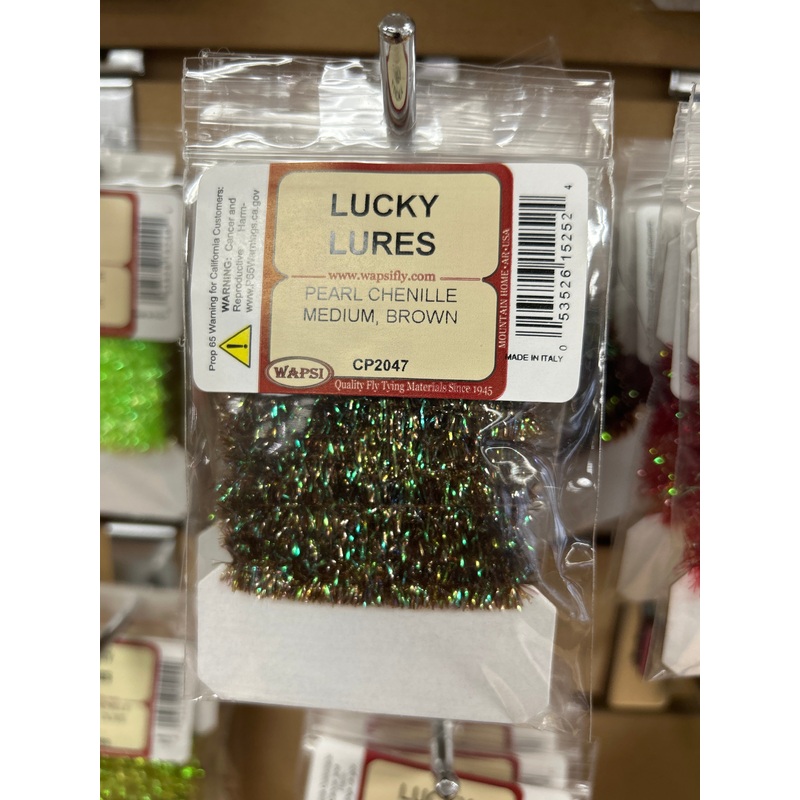 LUCKY
LURES
www.wapsifly.com
PEARL CHENILLE
MEDIUM, BROWN
CP2047
WAPSI
Quality Fly Tying Materials Since 1945
MOUNTAIN HOME•AR•USA
0 53526 15252 4
MADE IN ITALY
Prop 65 Warning for California Customers:
WARNING: Cancer and
Reproductive Harm-
www.P65Warnings.ca.gov